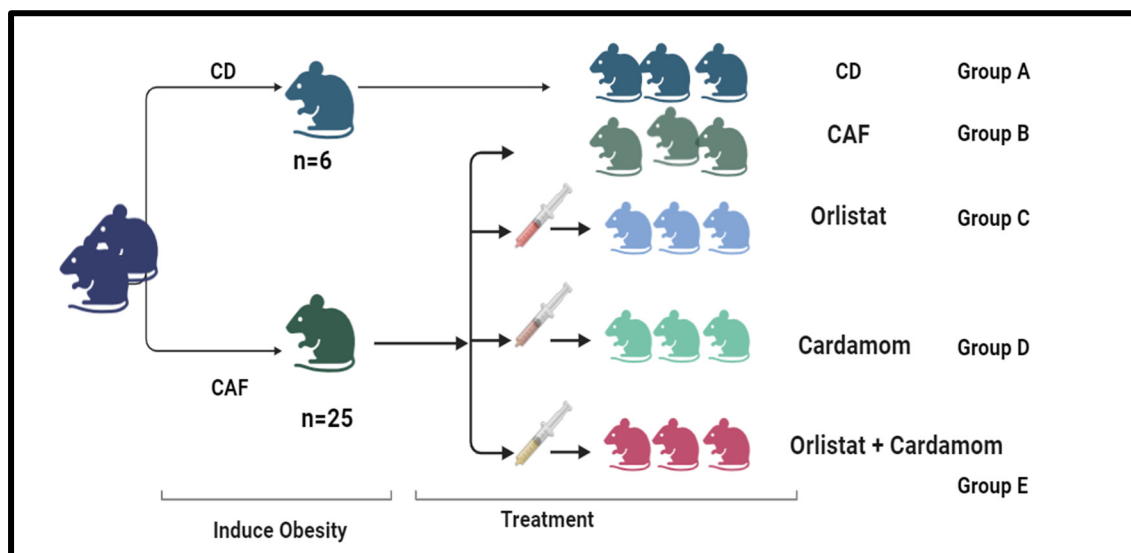 CD
n=6
CD Group A
CAF Group B
Orlistat Group C
CAF
n=25
Cardamom Group D
Orlistat + Cardamom
Group E
Induce Obesity
Treatment